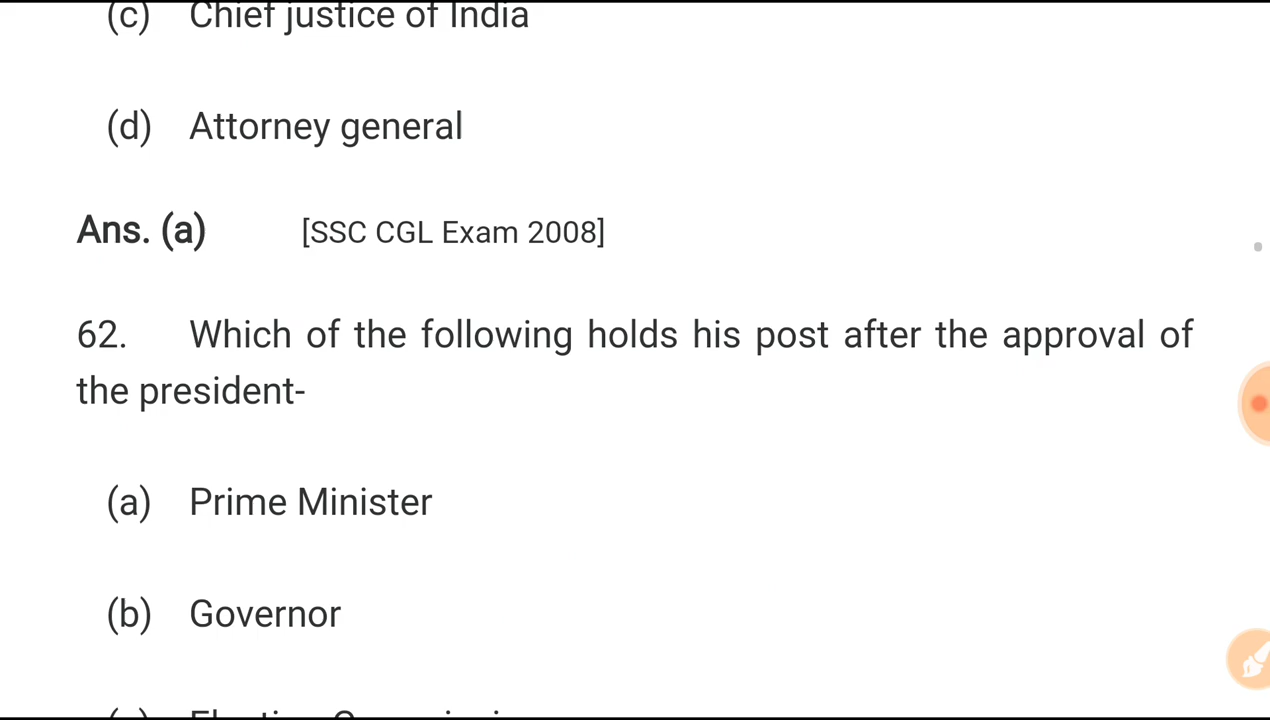 (c) Chief justice of India
(d) Attorney general
Ans. (a) [SSC CGL Exam 2008]
62. Which of the following holds his post after the approval of
the president-
(a) Prime Minister
(b) Governor